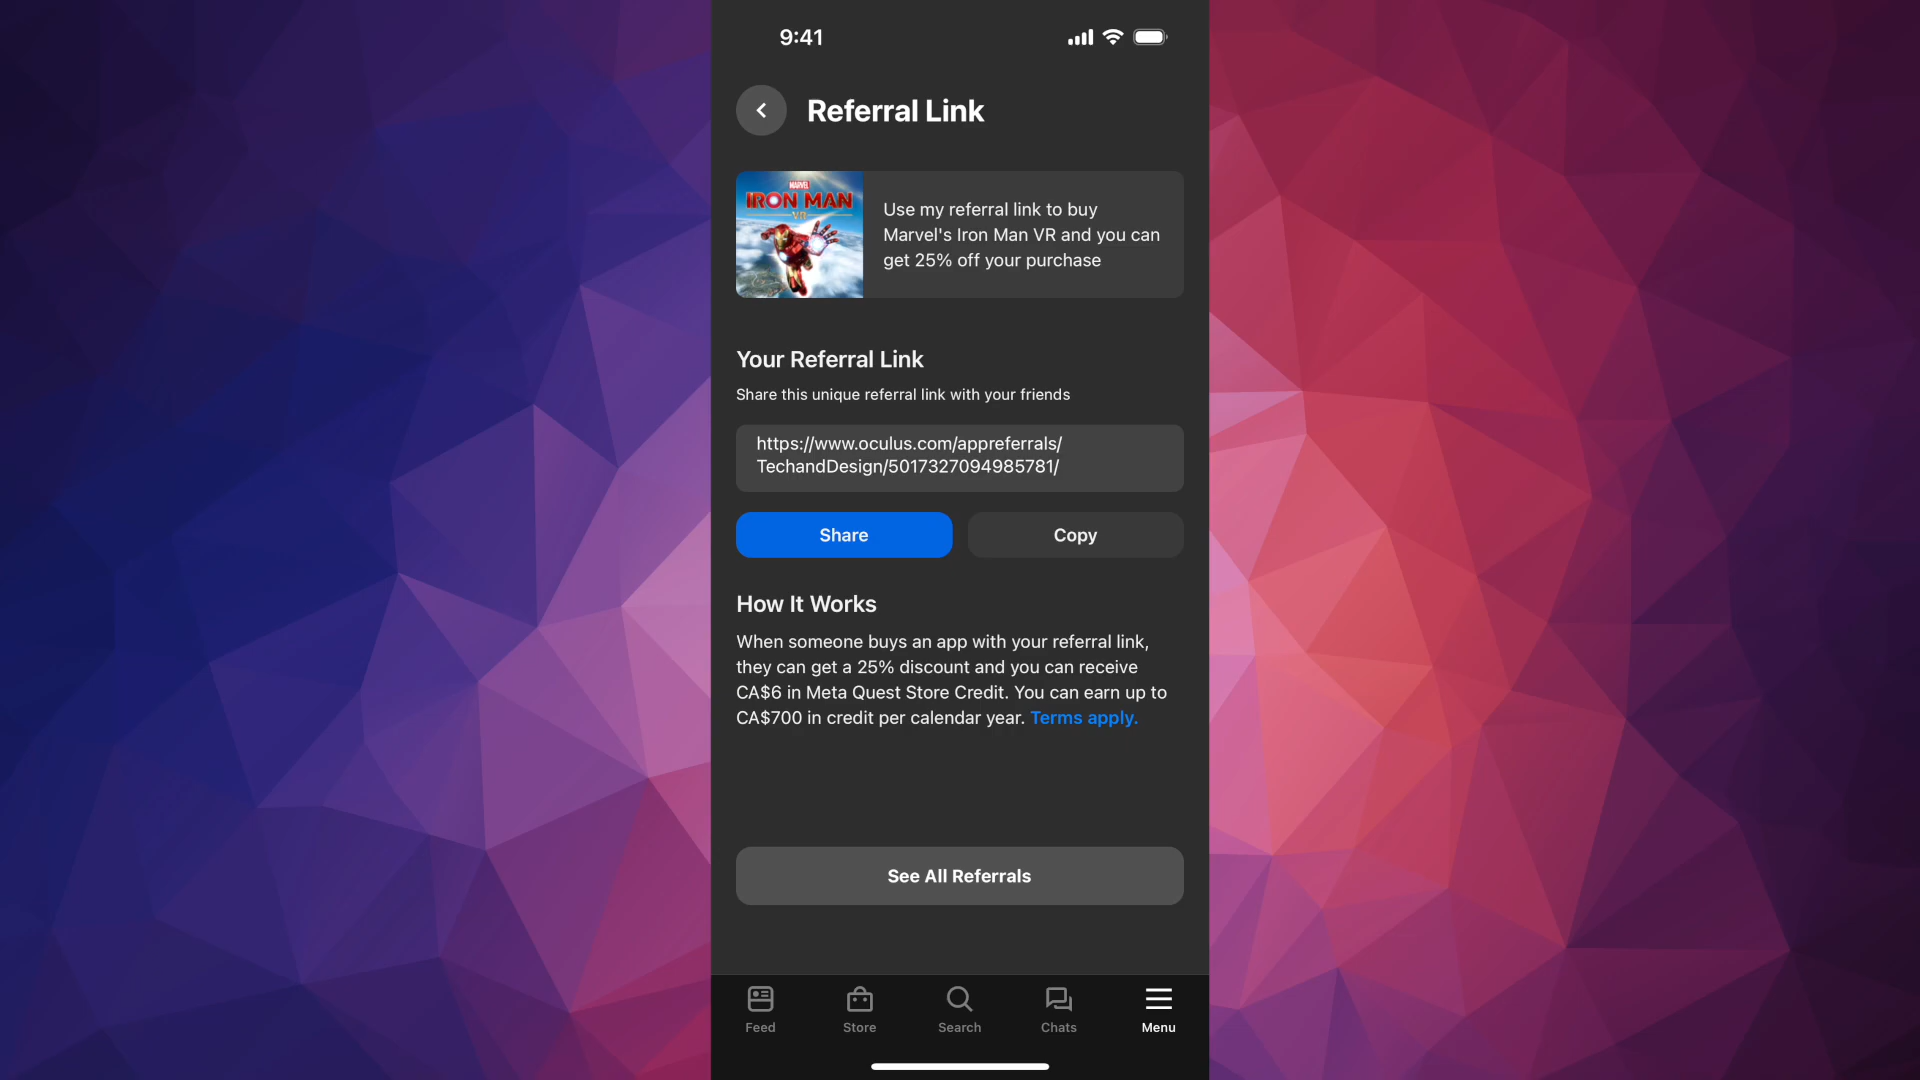 9:41
Referral Link
MARVEL
IRON MAN
VR
Use my referral link to buy
Marvel's Iron Man VR and you can
get 25% off your purchase
Your Referral Link
Share this unique referral link with your friends
https://www.oculus.com/appreferrals/
TechandDesign/5017327094985781/
Share
Copy
How It Works
When someone buys an app with your referral link,
they can get a 25% discount and you can receive
CA$6 in Meta Quest Store Credit. You can earn up to
CA$700 in credit per calendar year. Terms apply.
See All Referrals
Feed
Store
Search
Chats
Menu